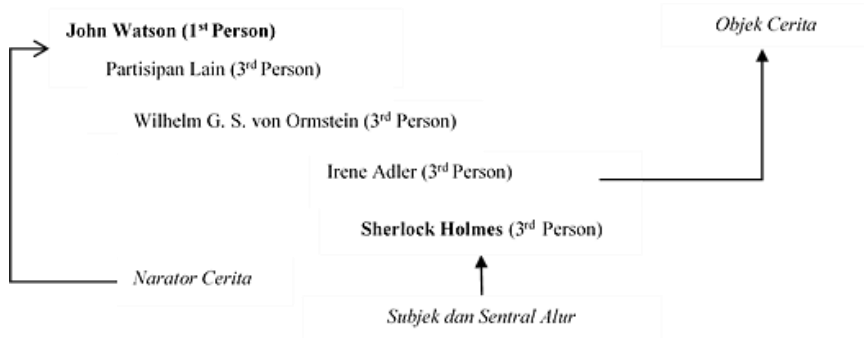 Objek Cerita
John Watson (1st Person)
Partisipan Lain (3rd Person)
Wilhelm G. S. von Ormstein (3rd Person)
Irene Adler (3rd Person)
Sherlock Holmes (3rd Person)
Narator Cerita
Subjek dan Sentral Alur